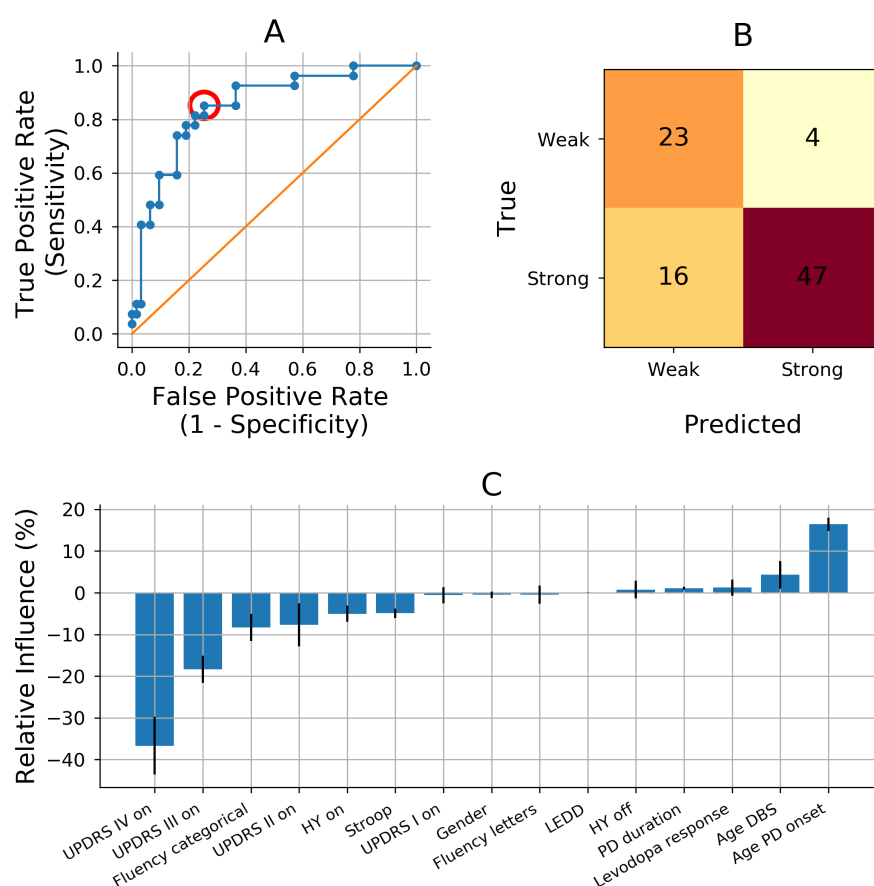 A
1.0
0.8
0.6
0.4
0.2
0.0
True Positive Rate
(Sensitivity)
0.0 0.2 0.4 0.6 0.8 1.0
False Positive Rate
(1 - Specificity)
B
Weak
Strong
True
23 4
16 47
Weak Strong
Predicted
C
20
10
0
−10
−20
−30
−40
Relative Influence (%)
UPDRS IV on
UPDRS III on
Fluency categorical
UPDRS II on
HY on
Stroop
UPDRS I on
Gender
Fluency letters
LEDD
HY off
PD duration
Levodopa response
Age DBS
Age PD onset